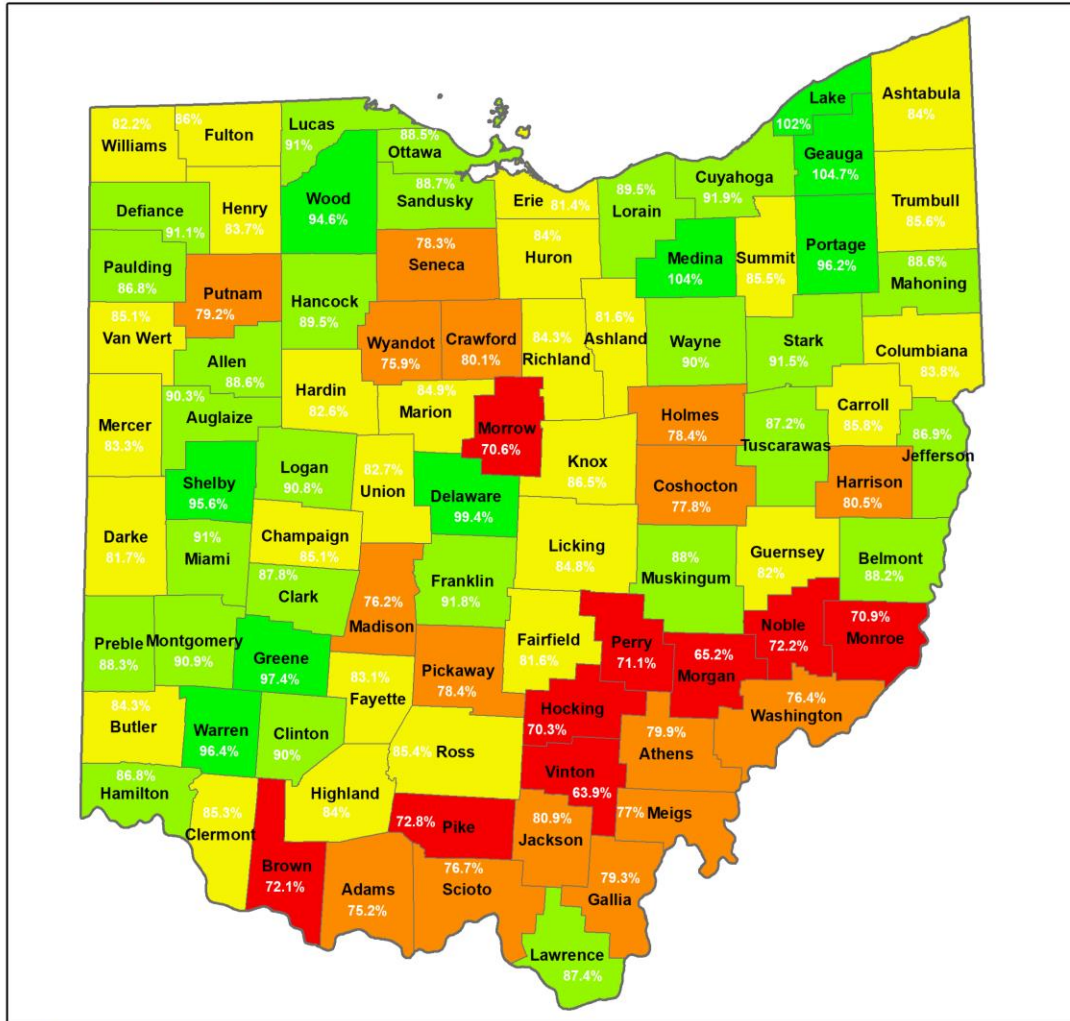 Lake
102%
Ashtabula
84%
82.2%
Williams
86%
Fulton
Lucas
91%
88.5%
Ottawa
Geauga
104.7%
Cuyahoga
91.9%
Wood
94.6%
88.7%
Sandusky
Erie 81.4%
89.5%
Lorain
Trumbull
85.6%
Defiance
91.1%
Henry
83.7%
78.3%
Seneca
84%
Huron
Medina
104%
Summit
85.5%
Portage
96.2%
88.6%
Mahoning
Paulding
86.8%
Putnam
79.2%
Hancock
89.5%
85.1%
Van Wert
Wyandot
75.9%
Crawford
80.1%
84.3%
Richland
81.6%
Ashland
Wayne
90%
Stark
91.5%
Columbiana
83.8%
Allen
88.6%
Hardin
82.6%
84.9%
Marion
90.3%
Auglaize
Mercer
83.3%
Morrow
70.6%
Holmes
78.4%
87.2%
Tuscarawas
Carroll
85.8%
86.9%
Jefferson
Shelby
95.6%
Logan
90.8%
82.7%
Union
Delaware
99.4%
Knox
86.5%
Coshocton
77.8%
Harrison
80.5%
Darke
81.7%
91%
Miami
Champaign
85.1%
Licking
84.8%
88%
Muskingum
Guernsey
82%
Belmont
88.2%
87.8%
Clark
76.2%
Madison
Franklin
91.8%
Preble
88.3%
Montgomery
90.9%
Greene
97.4%
Fairfield
81.6%
Perry
71.1%
65.2%
Morgan
Noble
72.2%
70.9%
Monroe
83.1%
Fayette
Pickaway
78.4%
84.3%
Butler
Warren
96.4%
Clinton
90%
Hocking
70.3%
76.4%
Washington
85.4% Ross
79.9%
Athens
86.8%
Hamilton
Vinton
63.9%
85.3%
Clermont
Highland
84%
72.8% Pike
80.9%
Jackson
77% Meigs
Brown
72.1%
Adams
75.2%
76.7%
Scioto
79.3%
Gallia
Lawrence
87.4%